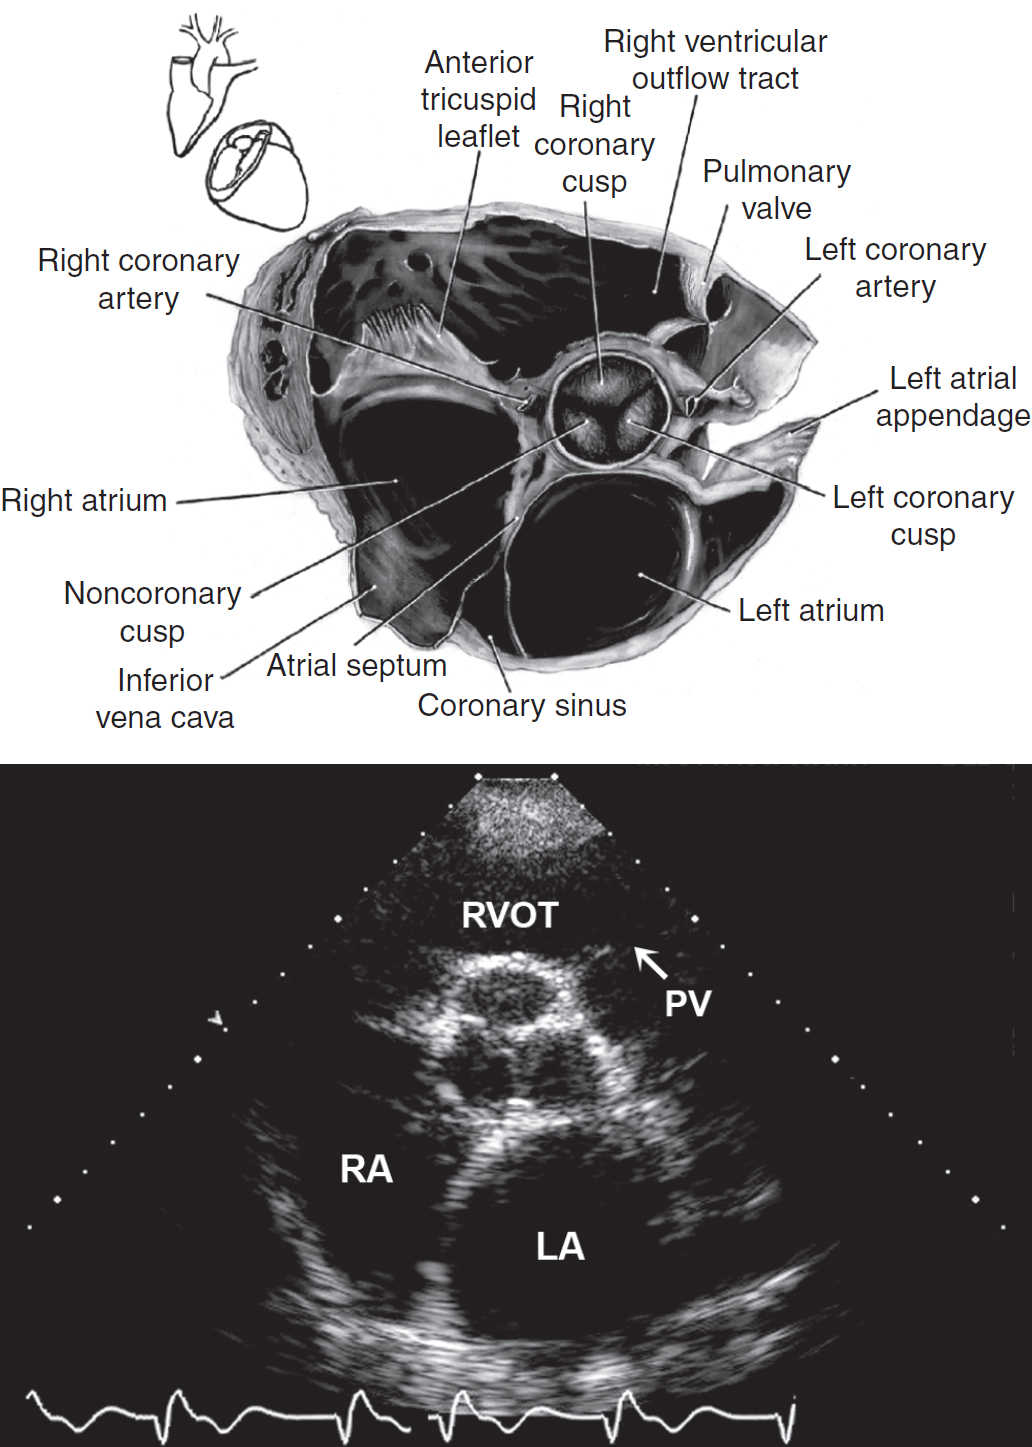 Right ventricular
outflow tract
Anterior
tricuspid
leaflet
Right
coronary
cusp
Pulmonary
valve
Left coronary
artery
Right coronary
artery
Left atrial
appendage
Right atrium
Left coronary
cusp
Noncoronary
cusp
Left atrium
Atrial septum
Inferior
vena cava
Coronary sinus
RVOT
PV
RA
LA